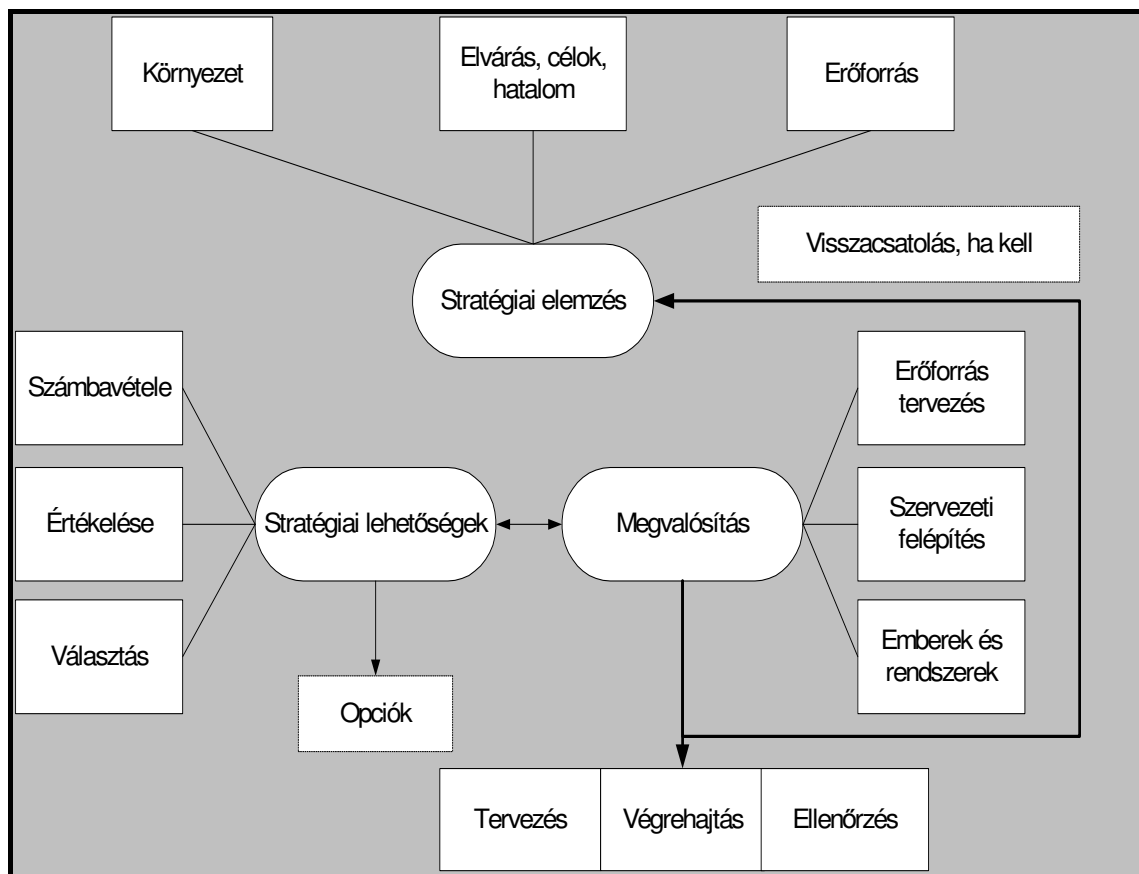 Környezet
Elvárás, célok,
hatalom
Erőforrás
Visszacsatolás, ha kell
Stratégiai elemzés
Számbavétele
Értékelése
Választás
Stratégiai lehetőségek
Megvalósítás
Erőforrás
tervezés
Szervezeti
felépítés
Emberek és
rendszerek
Opciók
Tervezés
Végrehajtás
Ellenőrzés